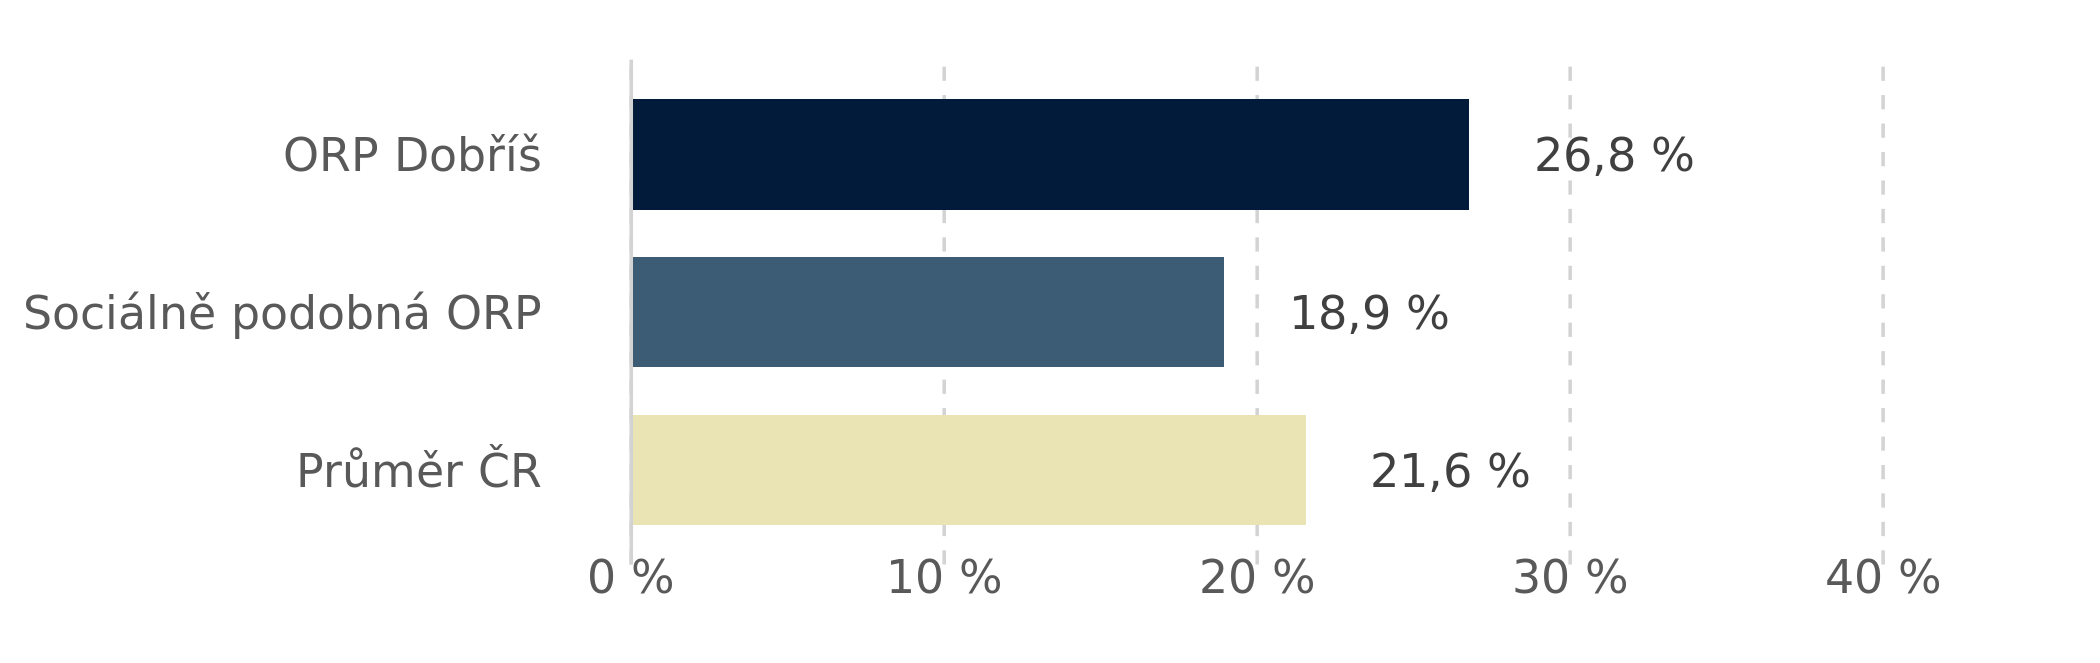 ORP Dobříš 26,8 %
Sociálně podobná ORP 18,9 %
Průměr ČR 21,6 %
0 % 10 % 20 % 30 % 40 %